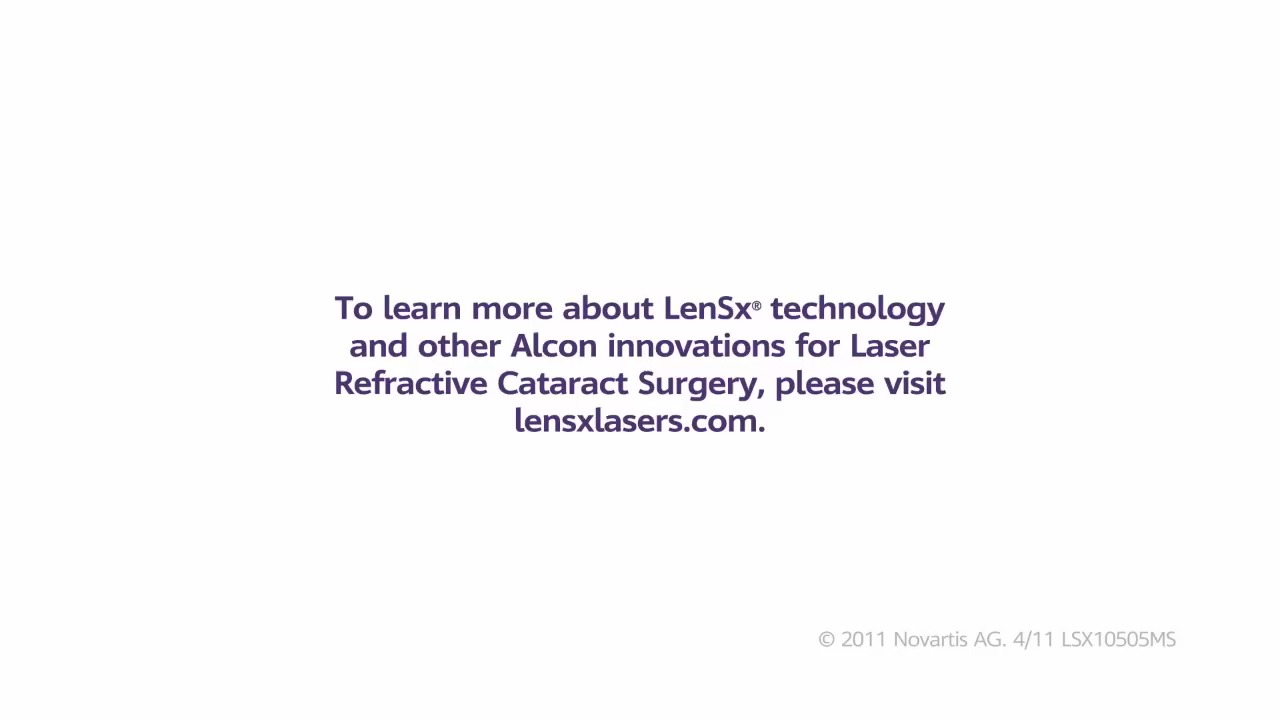 To learn more about LenSx® technology
and other Alcon innovations for Laser
Refractive Cataract Surgery, please visit
lensxlasers.com.
© 2011 Novartis AG. 4/11 LSX10505MS